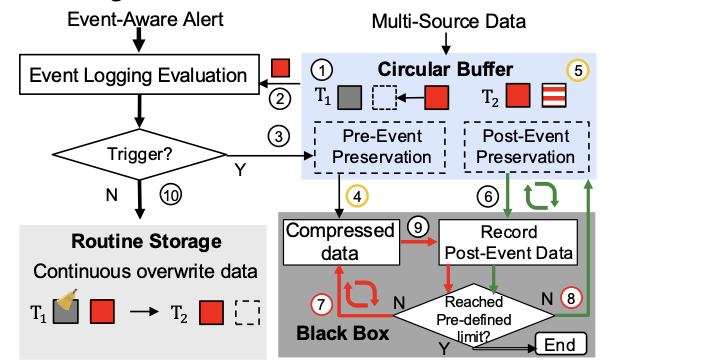 Event-Aware Alert
Multi-Source Data
Event Logging Evaluation
2
1
Circular Buffer
5
T1
T2
Pre-Event
Preservation
Post-Event
Preservation
3
Trigger?
Y
N
10
4
6
Routine Storage
Continuous overwrite data
T1
T2
Compressed
data
9
Record
Post-Event Data
7
N
Reached
Pre-defined
limit?
N
8
Black Box
Y
End